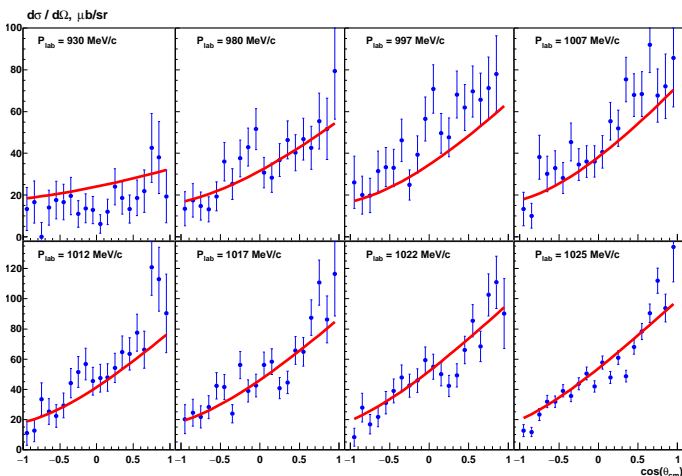 dσ / dΩ, μb/sr
100
80
60
40
20
0
P_lab = 930 MeV/c
P_lab = 980 MeV/c
P_lab = 997 MeV/c
P_lab = 1007 MeV/c
120
100
80
60
40
20
0
P_lab = 1012 MeV/c
P_lab = 1017 MeV/c
P_lab = 1022 MeV/c
P_lab = 1025 MeV/c
−1 −0.5 0 0.5 −1 −0.5 0 0.5 −1 −0.5 0 0.5 −1 −0.5 0 0.5 1
cos(θ_cm)